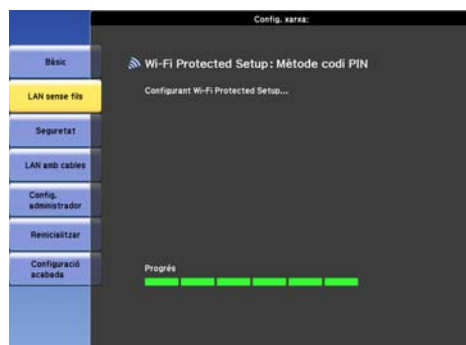 Config. xarxa:
Bàsic
LAN sense fils
Seguretat
LAN amb cables
Config.
administrador
Reinicialitzar
Configuració
acabada
Wi-Fi Protected Setup: Mètode codi PIN
Configurant Wi-Fi Protected Setup...
Progrés